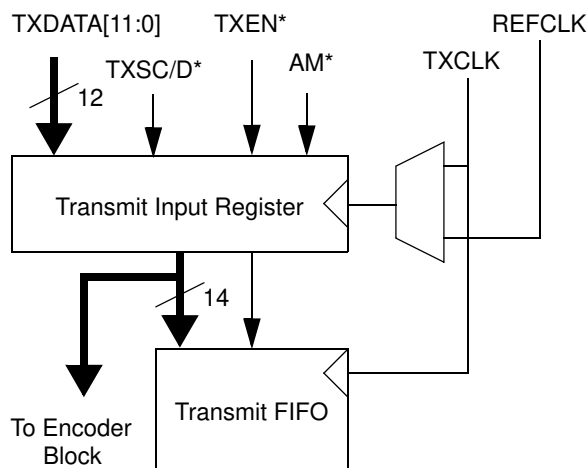 TXDATA[11:0]
TXEN*
REFCLK
TXSC/D*
AM*
TXCLK
12
Transmit Input Register
14
Transmit FIFO
To Encoder
Block